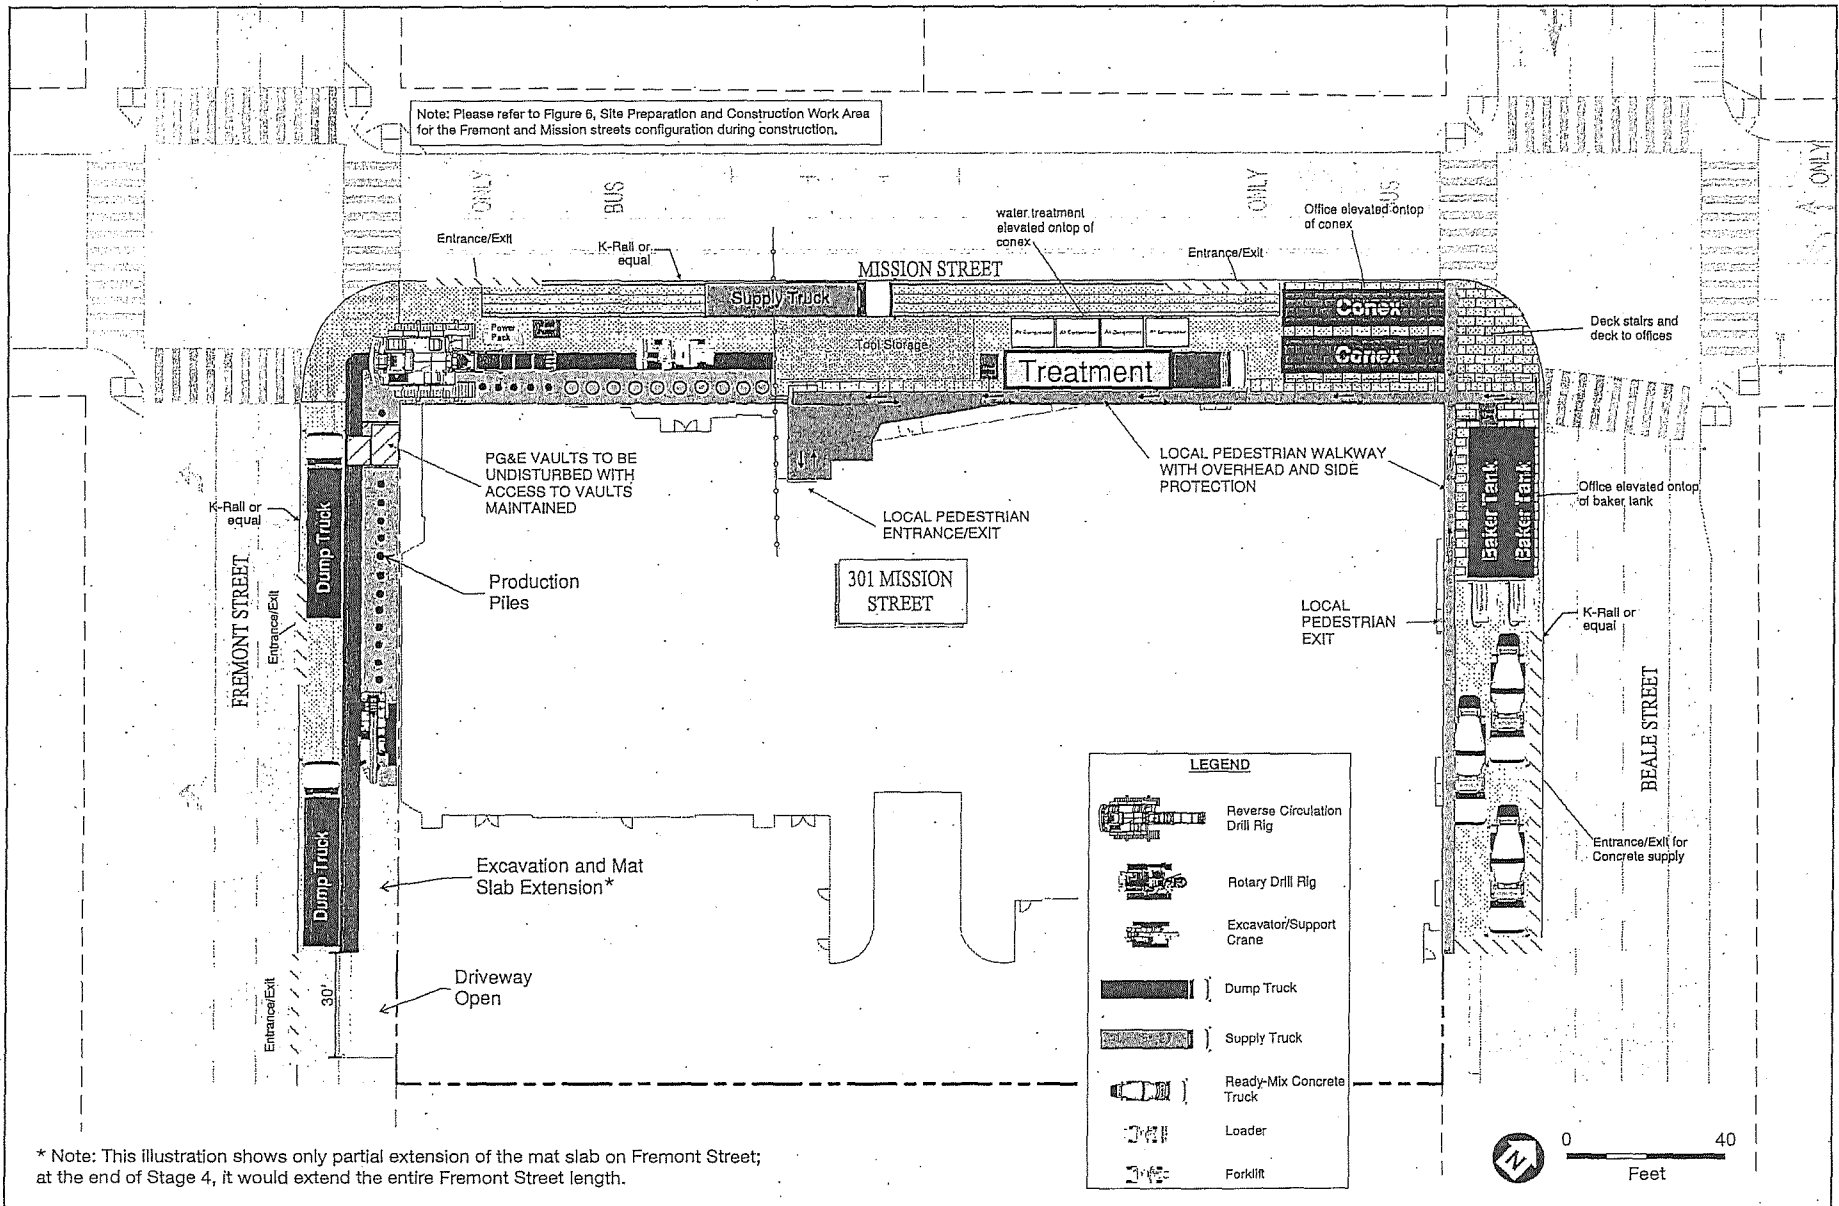 Note: Please refer to Figure 6, Site Preparation and Construction Work Area
for the Fremont and Mission streets configuration during construction.
ONLY
BUS
ONLY
ONLY
water treatment
elevated ontop of
conex
Office elevated ontop
of conex
Entrance/Exit
K-Rail or
equal
Entrance/Exit
MISSION STREET
Supply Truck
Conex
Conex
Deck stairs and
deck to offices
Power
Pack
Tool Storage
Treatment
PG&E VAULTS TO BE
UNDISTURBED WITH
ACCESS TO VAULTS
MAINTAINED
LOCAL PEDESTRIAN WALKWAY
WITH OVERHEAD AND SIDE
PROTECTION
LOCAL PEDESTRIAN
ENTRANCE/EXIT
Office elevated ontop
of baker tank
Baker Tank
Baker Tank
K-Rail or
equal
Dump Truck
FREMONT STREET
Entrance/Exit
Production
Piles
301 MISSION
STREET
LOCAL
PEDESTRIAN
EXIT
K-Rail or
equal
BEALE STREET
Entrance/Exit for
Concrete supply
Excavation and Mat
Slab Extension*
Dump Truck
Driveway
Open
Entrance/Exit
30'
LEGEND
Reverse Circulation
Drill Rig
Rotary Drill Rig
Excavator/Support
Crane
Dump Truck
Supply Truck
Ready-Mix Concrete
Truck
Loader
Forklift
N
0 40
Feet
* Note: This illustration shows only partial extension of the mat slab on Fremont Street;
at the end of Stage 4, it would extend the entire Fremont Street length.